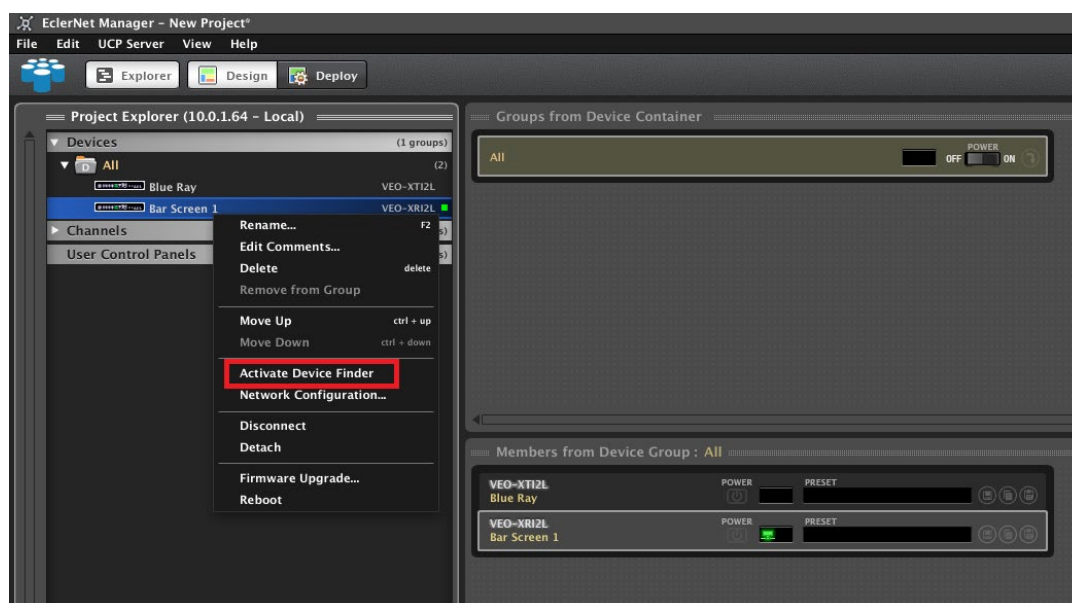 EclerNet Manager – New Project*
File Edit UCP Server View Help
Explorer Design Deploy
Project Explorer (10.0.1.64 – Local)
Devices (1 groups)
D All (2)
Blue Ray VEO-XTI2L
Bar Screen 1 VEO-XRI2L
Channels s)
User Control Panels s)
Rename... F2
Edit Comments...
Delete delete
Remove from Group
Move Up ctrl + up
Move Down ctrl + down
Activate Device Finder
Network Configuration...
Disconnect
Detach
Firmware Upgrade...
Reboot
Groups from Device Container
All
POWER
OFF ON
Members from Device Group : All
VEO-XTI2L POWER PRESET
Blue Ray
VEO-XRI2L POWER PRESET
Bar Screen 1